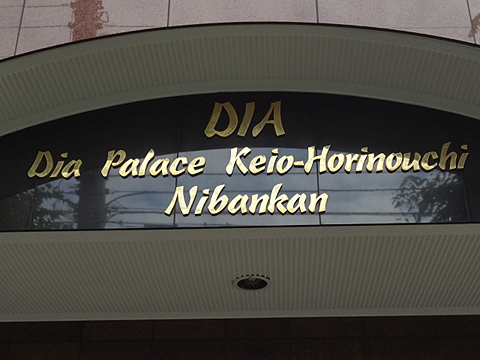 DIA
Dia Palace Keio-Horinouchi
Nibankan